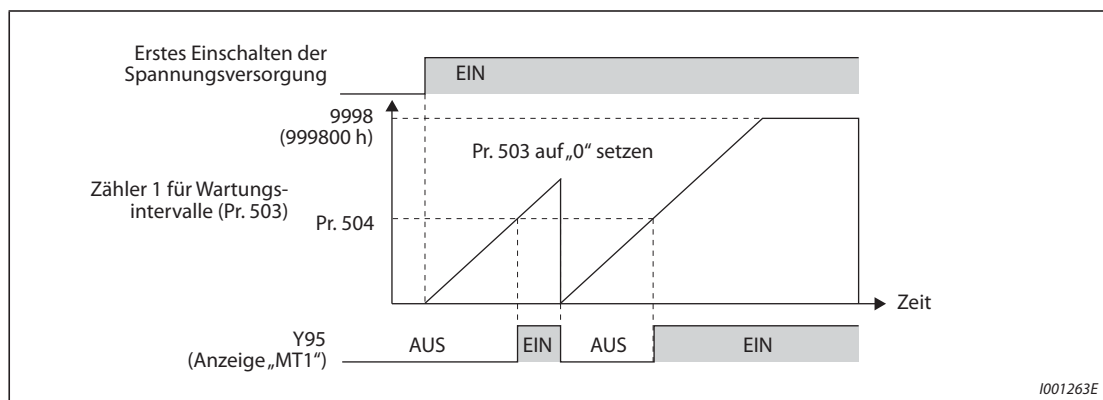 Erstes Einschalten der
Spannungsversorgung
EIN
9998
(999800 h)
Pr. 503 auf „0“ setzen
Zähler 1 für Wartungs-
intervalle (Pr. 503)
Pr. 504
Zeit
Y95
(Anzeige „MT1“)
AUS
EIN
AUS
EIN
I001263E